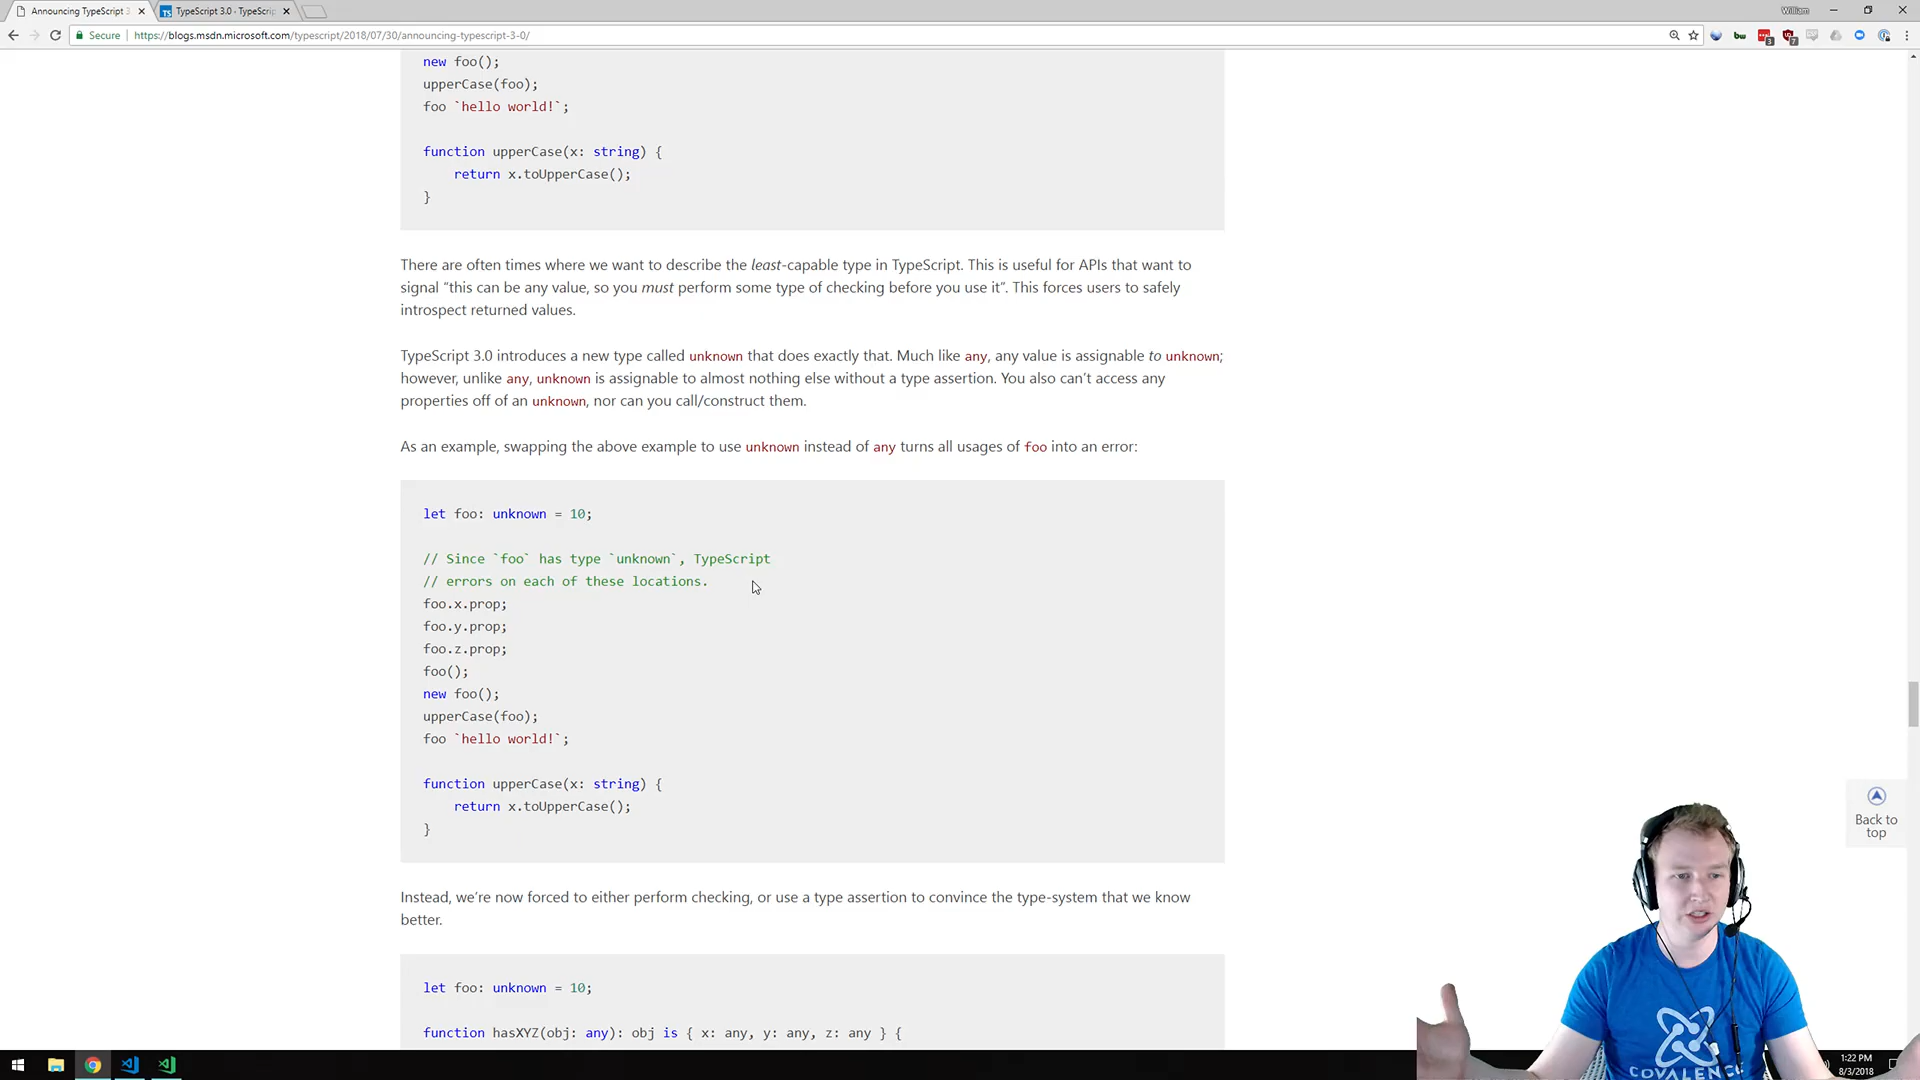 Announcing TypeScript 3
TypeScript 3.0 · TypeScrip
William
Secure
https://blogs.msdn.microsoft.com/typescript/2018/07/30/announcing-typescript-3-0/
3
7
new foo();
upperCase(foo);
foo `hello world!`;
function upperCase(x: string) {
return x.toUpperCase();
}
There are often times where we want to describe the least-capable type in TypeScript. This is useful for APIs that want to
signal “this can be any value, so you must perform some type of checking before you use it”. This forces users to safely
introspect returned values.
TypeScript 3.0 introduces a new type called unknown that does exactly that. Much like any, any value is assignable to unknown;
however, unlike any, unknown is assignable to almost nothing else without a type assertion. You also can’t access any
properties off of an unknown, nor can you call/construct them.
As an example, swapping the above example to use unknown instead of any turns all usages of foo into an error:
let foo: unknown = 10;
// Since `foo` has type `unknown`, TypeScript
// errors on each of these locations.
foo.x.prop;
foo.y.prop;
foo.z.prop;
foo();
new foo();
upperCase(foo);
foo `hello world!`;
function upperCase(x: string) {
return x.toUpperCase();
}
Back to
top
Instead, we’re now forced to either perform checking, or use a type assertion to convince the type-system that we know
better.
let foo: unknown = 10;
function hasXYZ(obj: any): obj is { x: any, y: any, z: any } {
COVALENCE
1:22 PM
8/3/2018